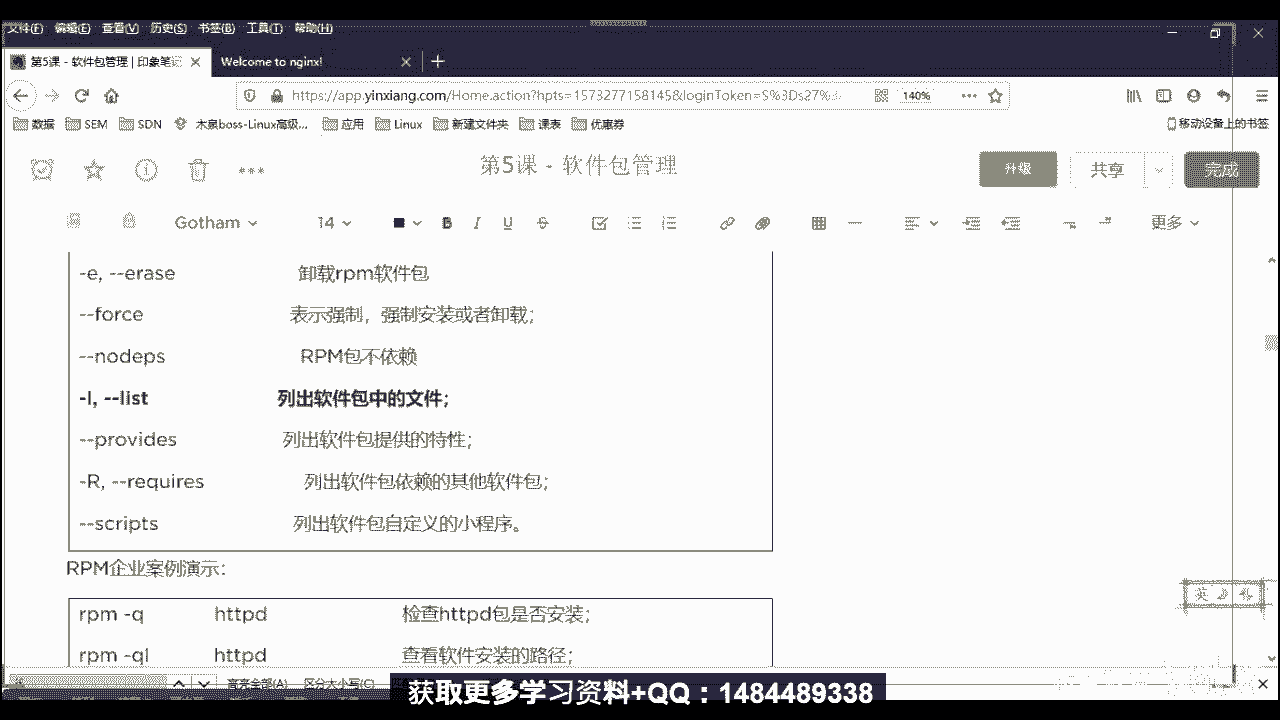 文件(F) 编辑(E) 查看(V) 历史(S) 书签(B) 工具(T) 帮助(H)
第5课 - 软件包管理 | 印象笔记
Welcome to nginx!
https://app.yinxiang.com/Home.action?hpts=1573277158145&loginToken=S%3Ds27%
140%
数据 SEM SDN 木泉boss-Linux高级... 应用 Linux 新建文件夹 课表 优惠券 移动设备上的书签
第5课 - 软件包管理
升级 共享 完成
Gotham 14 B I U 更多
-e, --erase 卸载rpm软件包
--force 表示强制，强制安装或者卸载；
--nodeps RPM包不依赖
-l, --list 列出软件包中的文件；
--provides 列出软件包提供的特性；
-R, --requires 列出软件包依赖的其他软件包；
--scripts 列出软件包自定义的小程序。
RPM企业案例演示：
rpm -q httpd 检查httpd包是否安装；
rpm -ql httpd 查看软件安装的路径；
英
高亮全部(A) 区分大小写(C)
获取更多学习资料+QQ：1484489338